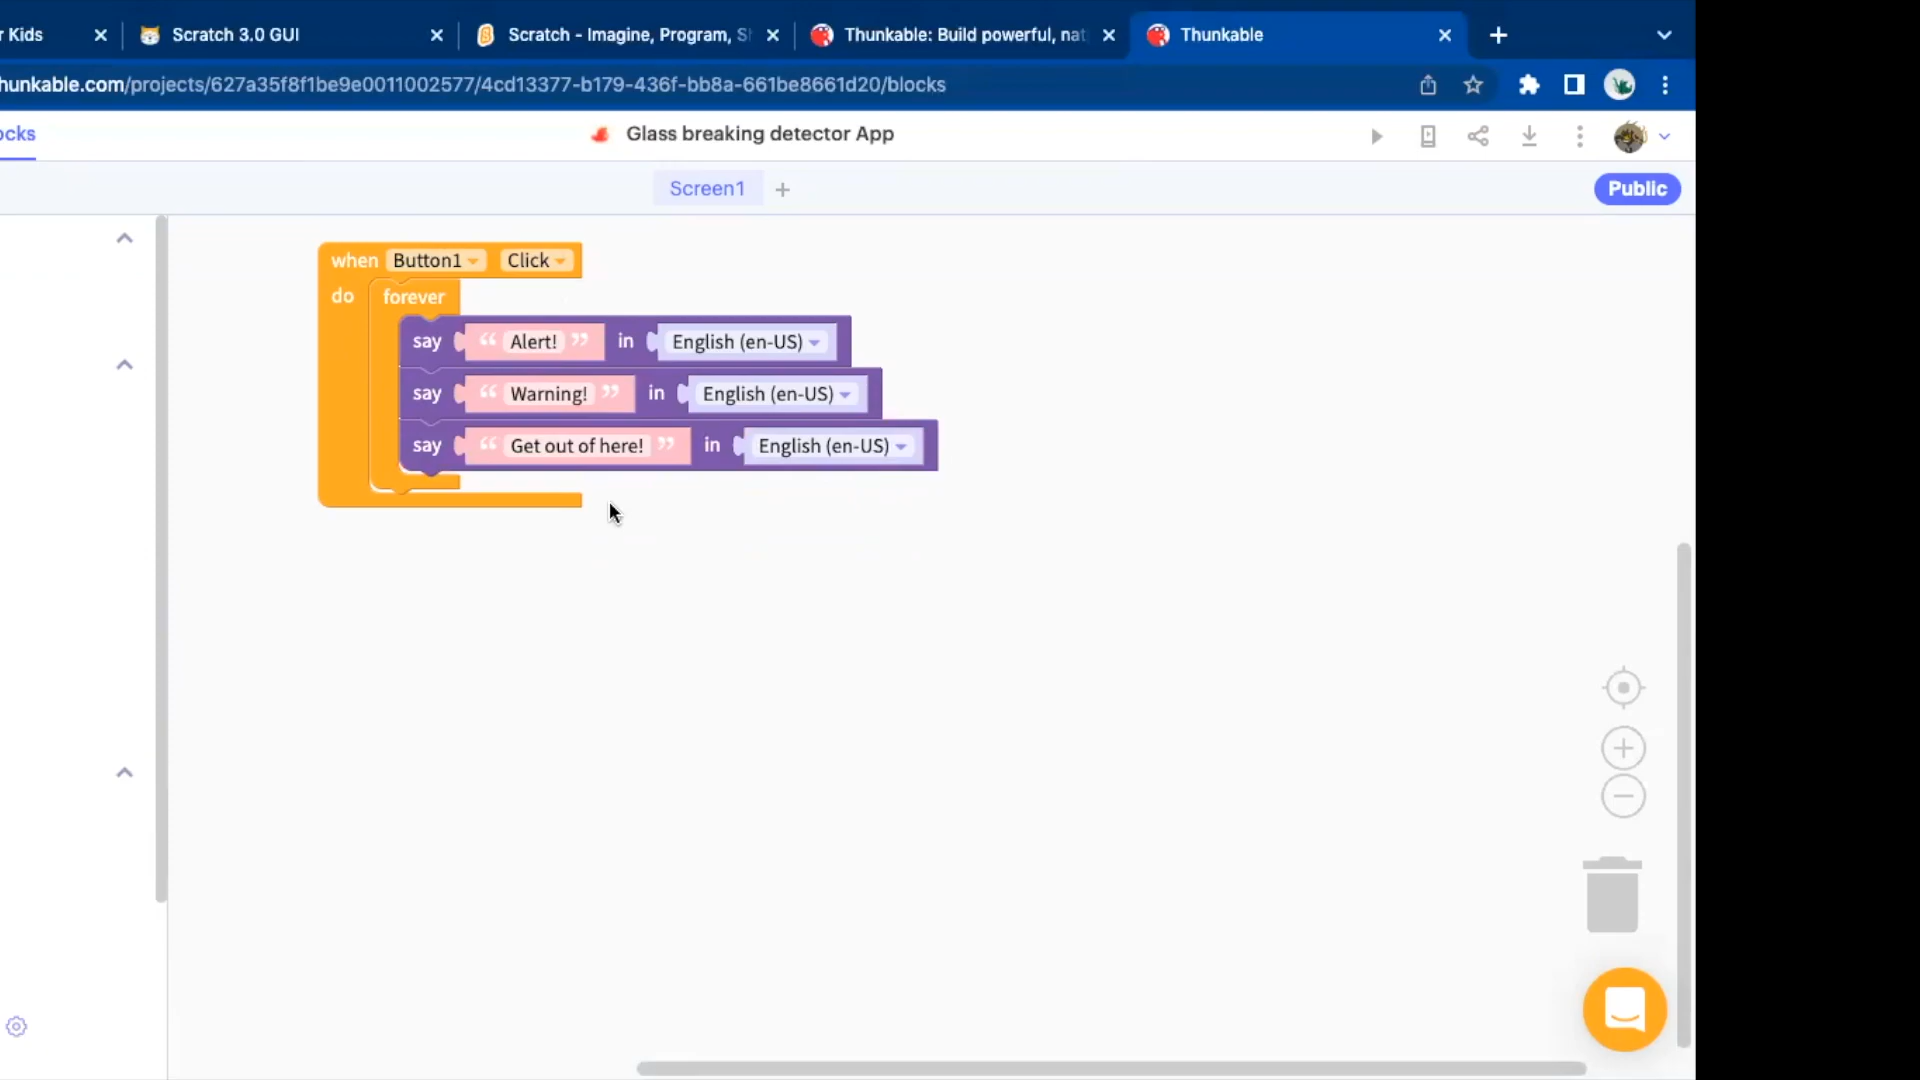 r Kids
Scratch 3.0 GUI
Scratch - Imagine, Program, S
Thunkable: Build powerful, nat
Thunkable
hunkable.com/projects/627a35f8f1be9e0011002577/4cd13377-b179-436f-bb8a-661be8661d20/blocks
ocks
Glass breaking detector App
Screen1 +
Public
when Button1 Click
do forever
say “ Alert! ” in English (en-US)
say “ Warning! ” in English (en-US)
say “ Get out of here! ” in English (en-US)